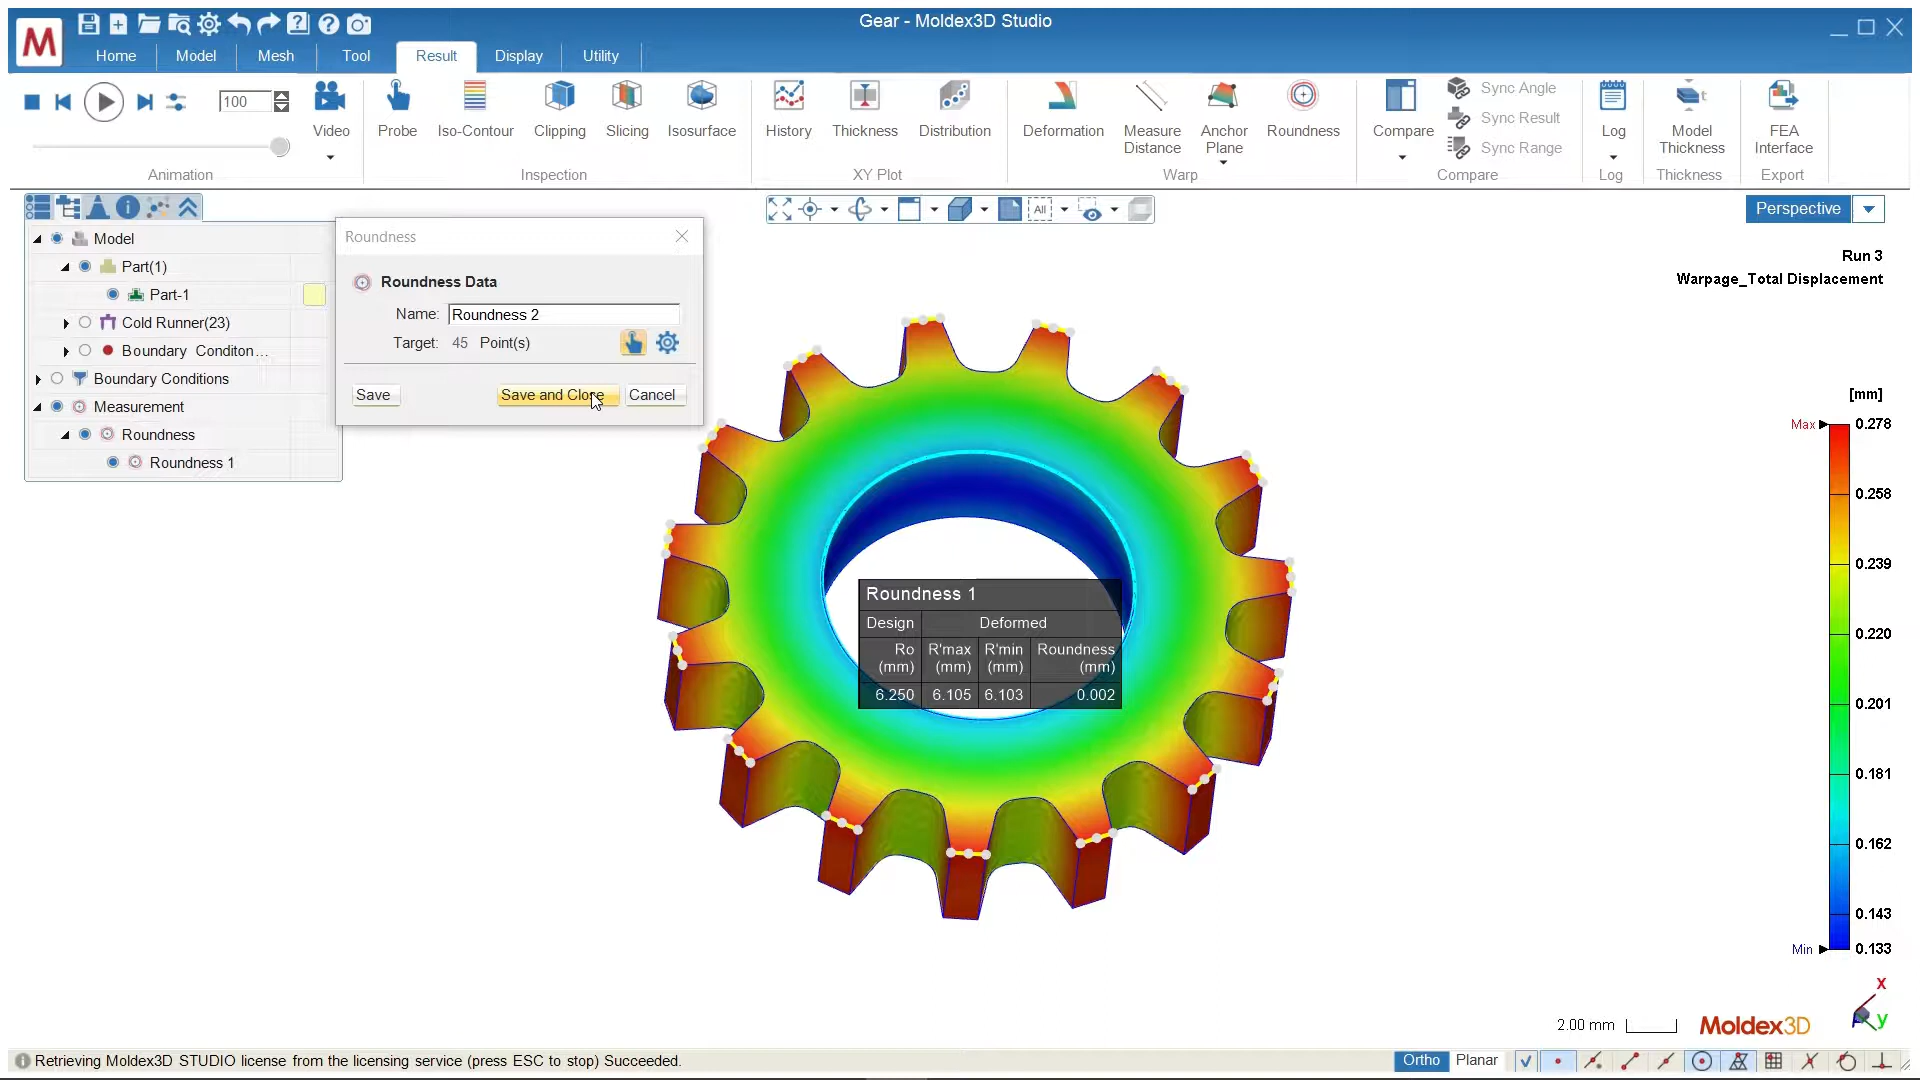 Gear - Moldex3D Studio
Home Model Mesh Tool Result Display Utility
100
Video
Animation
Probe Iso-Contour Clipping Slicing Isosurface
Inspection
History Thickness Distribution
XY Plot
Deformation Measure Distance Anchor Plane Roundness
Warp
Compare
Sync Angle
Sync Result
Sync Range
Compare
Log
Log
Model Thickness
Thickness
FEA Interface
Export
Model
Part(1)
Part-1
Cold Runner(23)
Boundary Conditon...
Boundary Conditions
Measurement
Roundness
Roundness 1
Roundness
Roundness Data
Name: Roundness 2
Target: 45 Point(s)
Save Save and Close Cancel
All
Perspective
Run 3
Warpage_Total Displacement
[mm]
Max 0.278
0.258
0.239
0.220
0.201
0.181
0.162
0.143
Min 0.133
Roundness 1
Design Deformed
Ro (mm) R'max (mm) R'min (mm) Roundness (mm)
6.250 6.105 6.103 0.002
X
y
2.00 mm
Moldex3D
Retrieving Moldex3D STUDIO license from the licensing service (press ESC to stop) Succeeded.
Ortho Planar